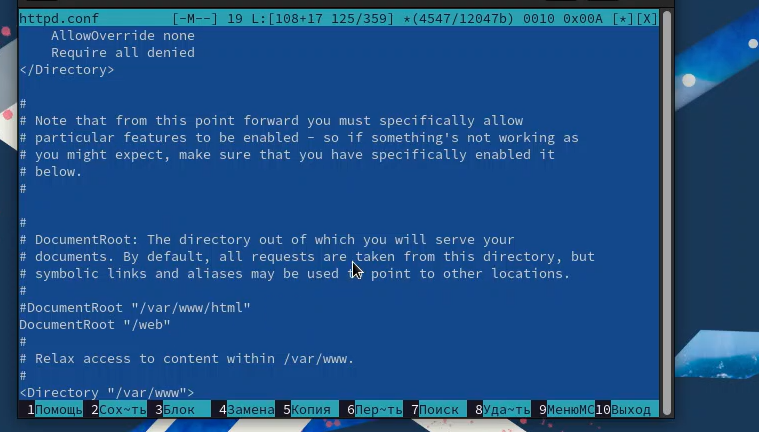 httpd.conf [-M--] 19 L:[108+17 125/359] *(4547/12047b) 0010 0x00A [*][X]
AllowOverride none
Require all denied
</Directory>
#
# Note that from this point forward you must specifically allow
# particular features to be enabled - so if something's not working as
# you might expect, make sure that you have specifically enabled it
# below.
#
#
# DocumentRoot: The directory out of which you will serve your
# documents. By default, all requests are taken from this directory, but
# symbolic links and aliases may be used to point to other locations.
#
#DocumentRoot "/var/www/html"
DocumentRoot "/web"
#
# Relax access to content within /var/www.
#
<Directory "/var/www">
1Помощь 2Сох~ть 3Блок 4Замена 5Копия 6Пер~ть 7Поиск 8Уда~ть 9МенюMC 10Выход